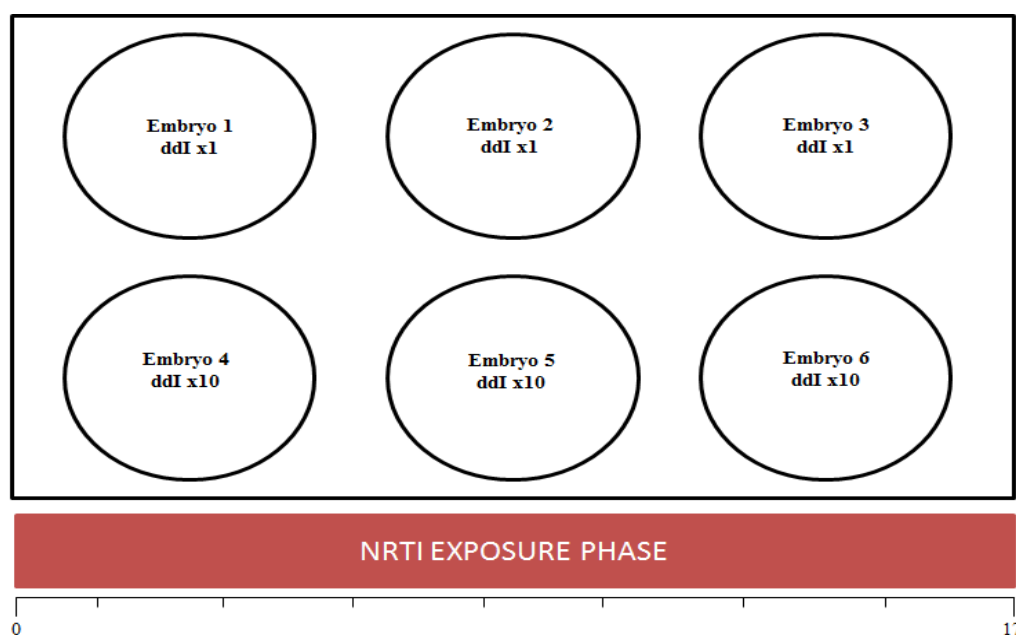 Embryo 1
ddI x1
Embryo 2
ddI x1
Embryo 3
ddI x1
Embryo 4
ddI x10
Embryo 5
ddI x10
Embryo 6
ddI x10
NRTI EXPOSURE PHASE
0
17